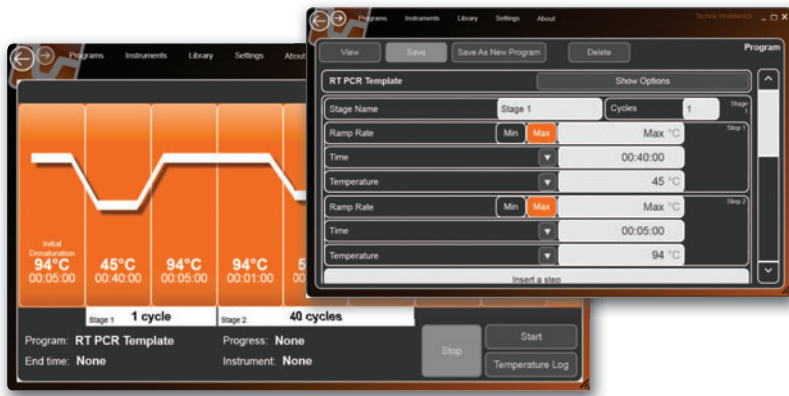 Programs Instruments Library Settings About Techne Workbench
View Save Save As New Program Delete Program
RT PCR Template Show Options
Stage Name Stage 1 Cycles 1 Stage 1
Ramp Rate Min Max Max °C Step 1
Time 00:40:00
Temperature 45 °C
Ramp Rate Min Max Max °C Step 2
Time 00:05:00
Temperature 94 °C
Insert a step
Programs Instruments Library Settings About
Initial
Denaturation
94°C 45°C 94°C 94°C 5
00:05:00 00:40:00 00:05:00 00:01:00
Stage 1 1 cycle Stage 2 40 cycles
Program: RT PCR Template Progress: None
End time: None Instrument: None
Stop
Start
Temperature Log